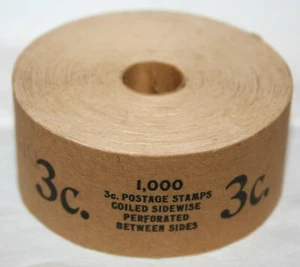 3c.
1,000
3c. POSTAGE STAMPS
COILED SIDEWISE
PERFORATED
BETWEEN SIDES
3c.